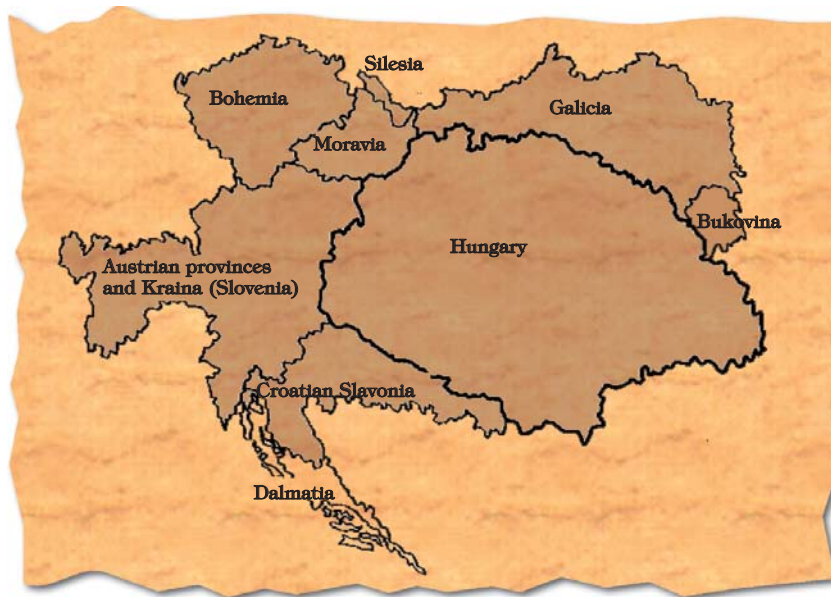 Silesia
Bohemia
Galicia
Moravia
Bukovina
Hungary
Austrian provinces
and Kraina (Slovenia)
Croatian Slavonia
Dalmatia